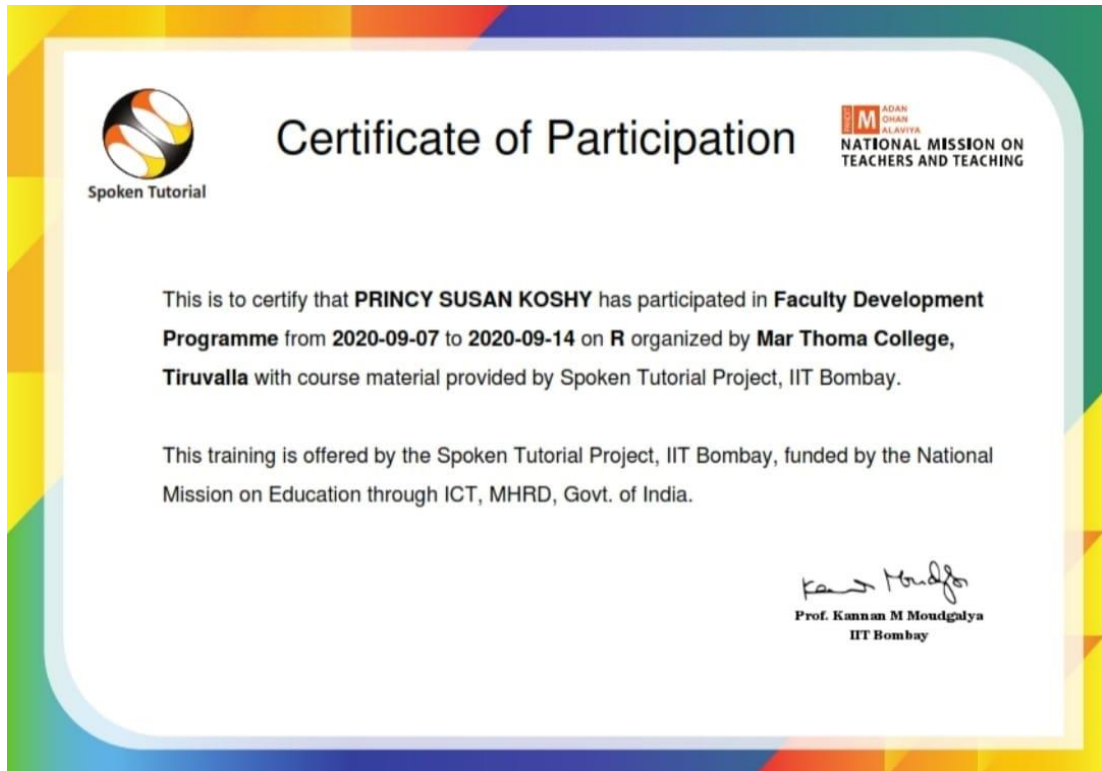 Certificate of Participation
Spoken Tutorial
PANDIT
MADAN
MOHAN
MALAVIYA
NATIONAL MISSION ON
TEACHERS AND TEACHING
This is to certify that PRINCY SUSAN KOSHY has participated in Faculty Development
Programme from 2020-09-07 to 2020-09-14 on R organized by Mar Thoma College,
Tiruvalla with course material provided by Spoken Tutorial Project, IIT Bombay.
This training is offered by the Spoken Tutorial Project, IIT Bombay, funded by the National
Mission on Education through ICT, MHRD, Govt. of India.
Prof. Kannan M Moudgalya
IIT Bombay